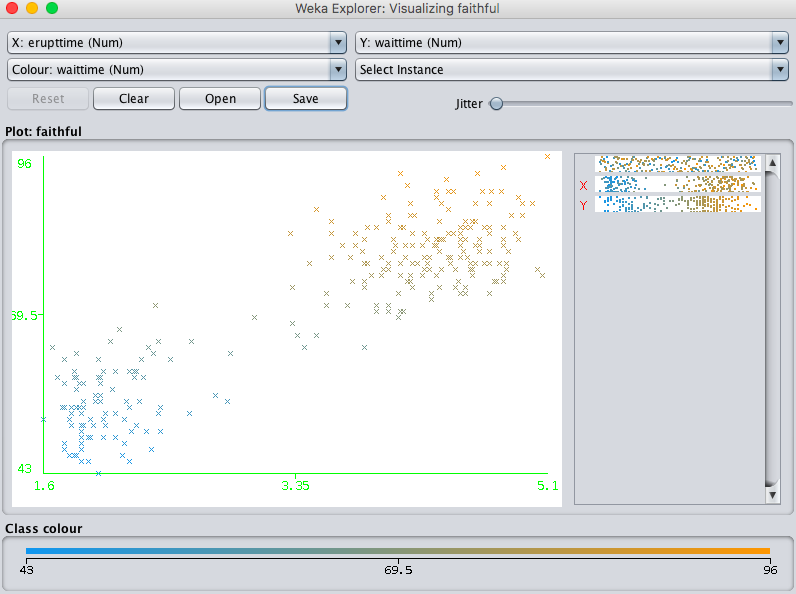 Weka Explorer: Visualizing faithful
X: erupttime (Num) Y: waittime (Num)
Colour: waittime (Num) Select Instance
Reset Clear Open Save Jitter
Plot: faithful
96
69.5
43
1.6 3.35 5.1
X
Y
Class colour
43 69.5 96